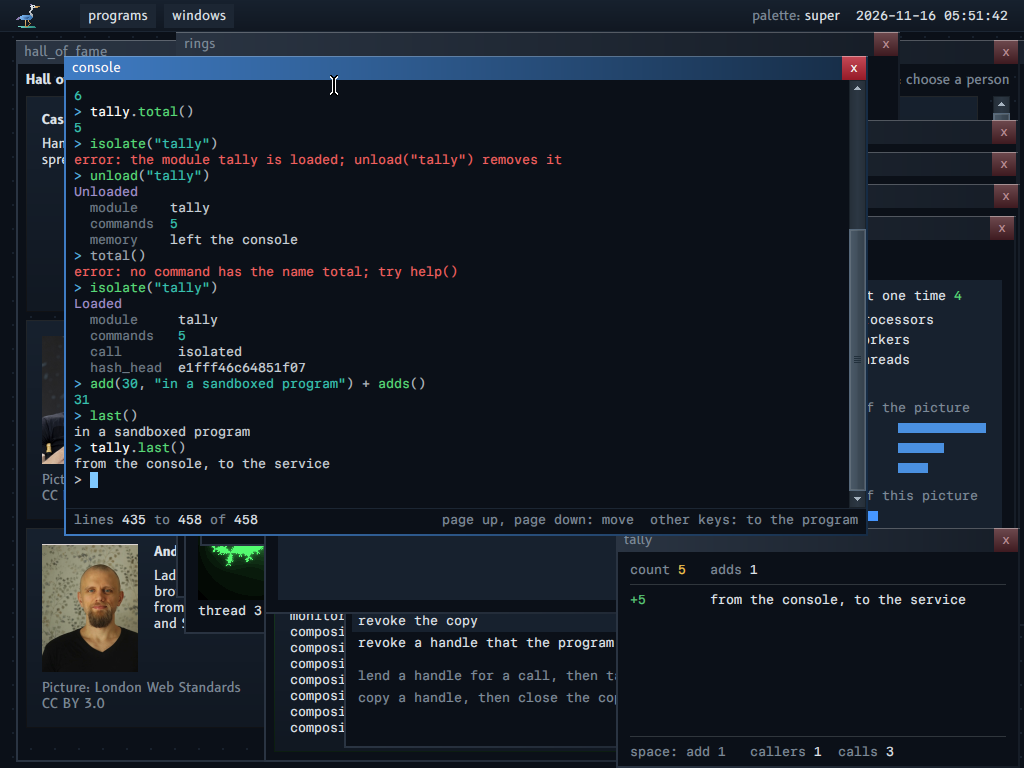 programs windows palette: super 2026-11-16 05:51:42
rings x
hall_of_fame x
console x
Hall o
choose a person
Cas
Han
spre
6
> tally.total()
5
> isolate("tally")
error: the module tally is loaded; unload("tally") removes it
> unload("tally")
Unloaded
module tally
commands 5
memory left the console
> total()
error: no command has the name total; try help()
> isolate("tally")
Loaded
module tally
commands 5
call isolated
hash_head e1fff46c64851f07
> add(30, "in a sandboxed program") + adds()
31
> last()
in a sandboxed program
> tally.last()
from the console, to the service
>
lines 435 to 458 of 458 page up, page down: move other keys: to the program
x
x
x
x
t one time 4
rocessors
rkers
reads
f the picture
f this picture
Pict
CC
And
Lad
bro
from
and S
Picture: London Web Standards
CC BY 3.0
thread 3
monitor
composi
composi
composi
composi
composi
composi
composi
revoke the copy
revoke a handle that the program
lend a handle for a call, then ta
copy a handle, then close the cop
tally x
count 5 adds 1
+5 from the console, to the service
space: add 1 callers 1 calls 3